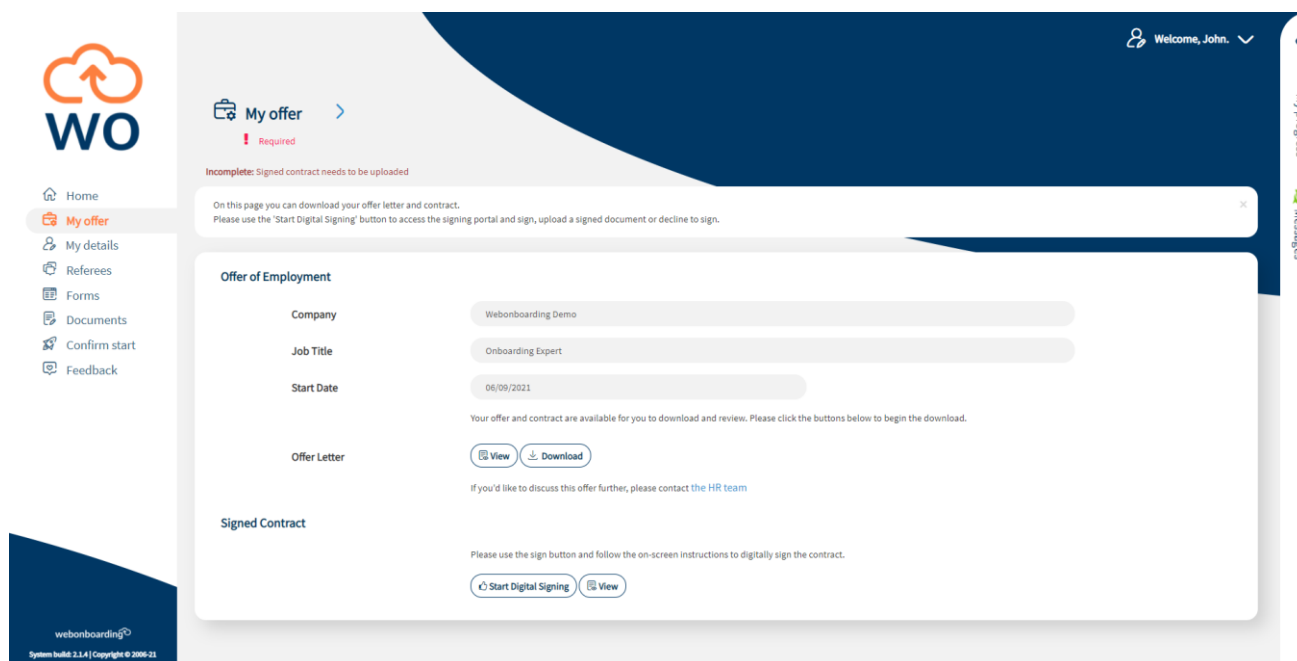 WO
Welcome, John.
My offer
! Required
Incomplete: Signed contract needs to be uploaded
Home
My offer
My details
Referees
Forms
Documents
Confirm start
Feedback
On this page you can download your offer letter and contract.
Please use the 'Start Digital Signing' button to access the signing portal and sign, upload a signed document or decline to sign.
Offer of Employment
Company
Webonboarding Demo
Job Title
Onboarding Expert
Start Date
06/09/2021
Your offer and contract are available for you to download and review. Please click the buttons below to begin the download.
Offer Letter
View
Download
If you'd like to discuss this offer further, please contact the HR team
Signed Contract
Please use the sign button and follow the on-screen instructions to digitally sign the contract.
Start Digital Signing
View
webonboarding
System build: 2.1.4 | Copyright © 2006-21